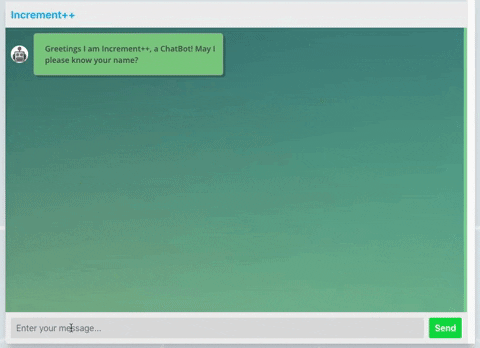 Increment++
Greetings I am Increment++, a ChatBot! May I
please know your name?
Enter your message...
Send